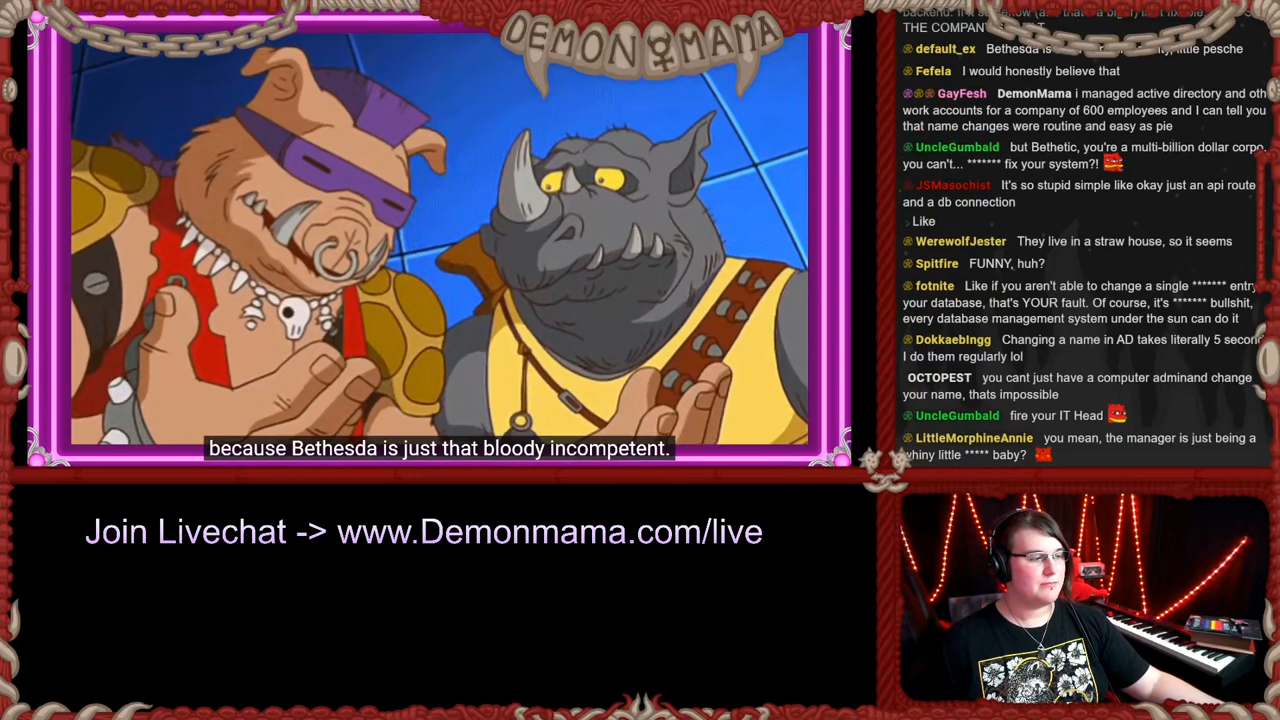 DEMON MAMA
because Bethesda is just that bloody incompetent.
Join Livechat -> www.Demonmama.com/live
THE COMPAN
default_ex Bethesda is
little pesche
Fefela I would honestly believe that
GayFesh DemonMama i managed active directory and oth
work accounts for a company of 600 employees and I can tell you
that name changes were routine and easy as pie
UncleGumbald but Bethetic, you're a multi-billion dollar corpo,
you can't... ******* fix your system?!
JSMasochist It's so stupid simple like okay just an api route
and a db connection
Like
WerewolfJester They live in a straw house, so it seems
Spitfire FUNNY, huh?
fotnite Like if you aren't able to change a single ******* entry
your database, that's YOUR fault. Of course, it's ******* bullshit,
every database management system under the sun can do it
DokkaebIngg Changing a name in AD takes literally 5 second
I do them regularly lol
OCTOPEST you cant just have a computer adminand change
your name, thats impossible
UncleGumbald fire your IT Head
LittleMorphineAnnie you mean, the manager is just being a
whiny little ***** baby?